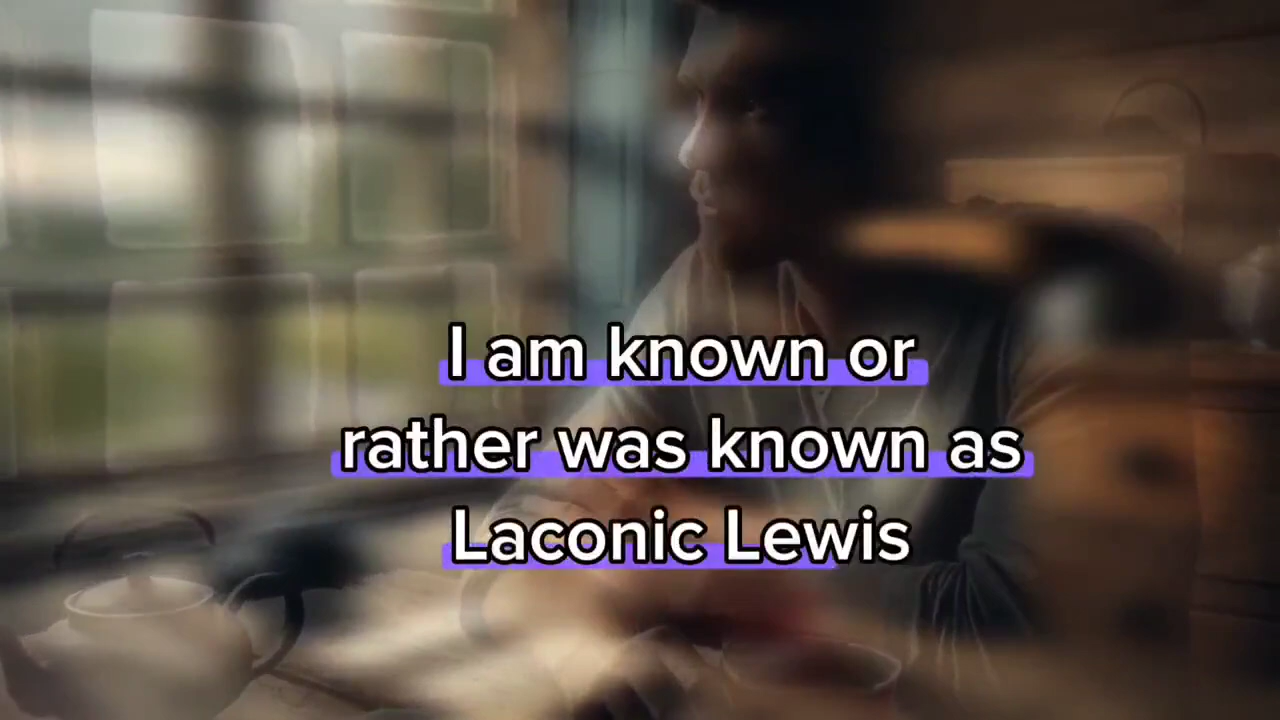 I am known or
rather was known as
Laconic Lewis